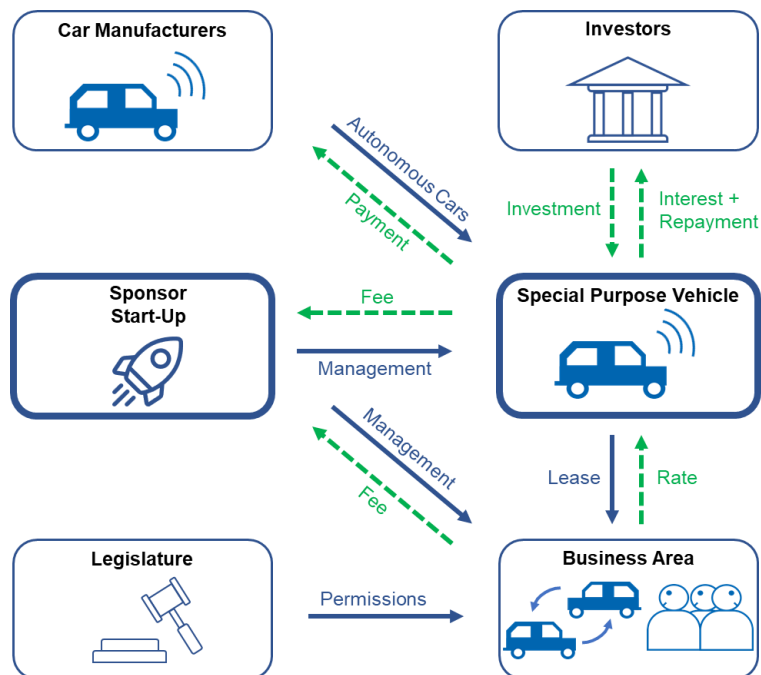 Car Manufacturers
Investors
Autonomous Cars
Payment
Investment
Interest +
Repayment
Sponsor
Start-Up
Fee
Management
Special Purpose Vehicle
Management
Fee
Lease
Rate
Legislature
Permissions
Business Area